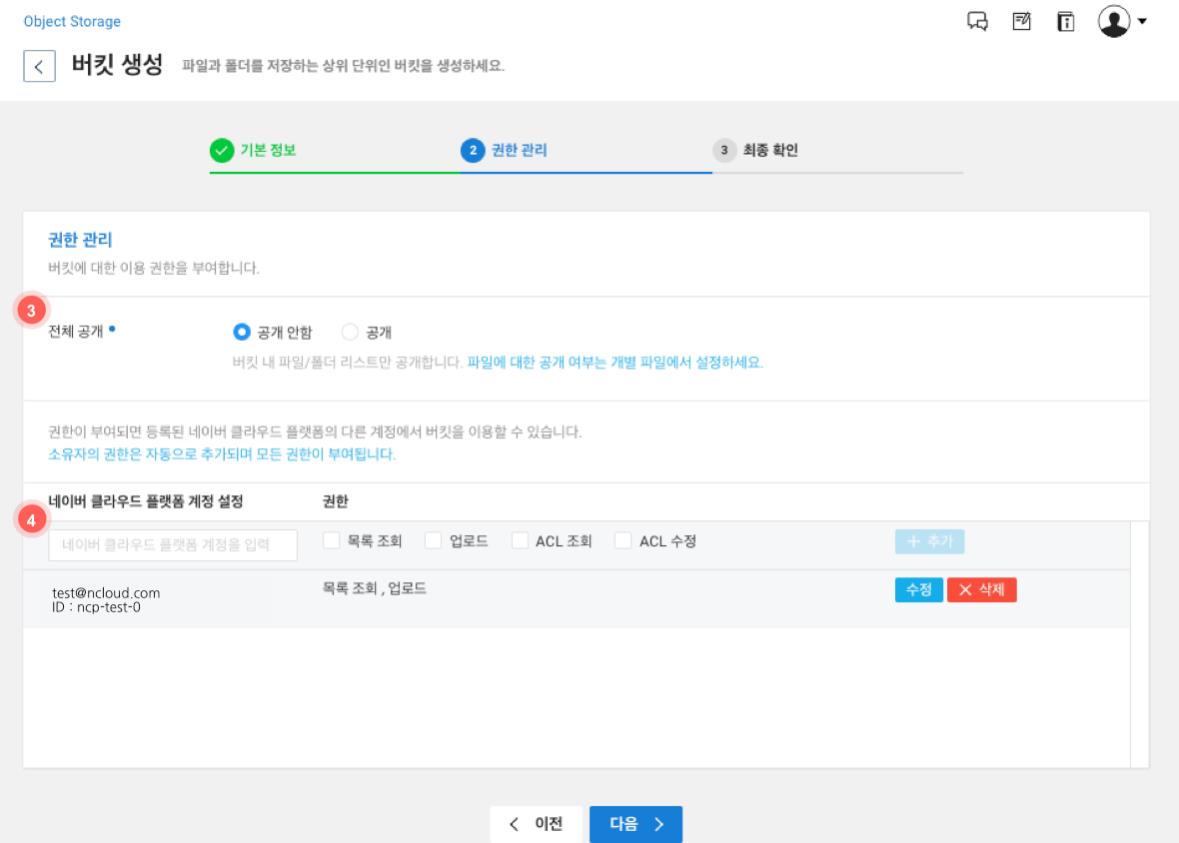 Object Storage
버킷 생성 파일과 폴더를 저장하는 상위 단위인 버킷을 생성하세요.
기본 정보 2 권한 관리 3 최종 확인
권한 관리
버킷에 대한 이용 권한을 부여합니다.
3
전체 공개 공개 안함 공개
버킷 내 파일/폴더 리스트만 공개합니다. 파일에 대한 공개 여부는 개별 파일에서 설정하세요.
권한이 부여되면 등록된 네이버 클라우드 플랫폼의 다른 계정에서 버킷을 이용할 수 있습니다.
소유자의 권한은 자동으로 추가되며 모든 권한이 부여됩니다.
네이버 클라우드 플랫폼 계정 설정 권한
4
네이버 클라우드 플랫폼 계정을 입력 목록 조회 업로드 ACL 조회 ACL 수정 + 추가
test@ncloud.com 목록 조회 , 업로드 수정 × 삭제
ID : ncp-test-0
< 이전 다음 >